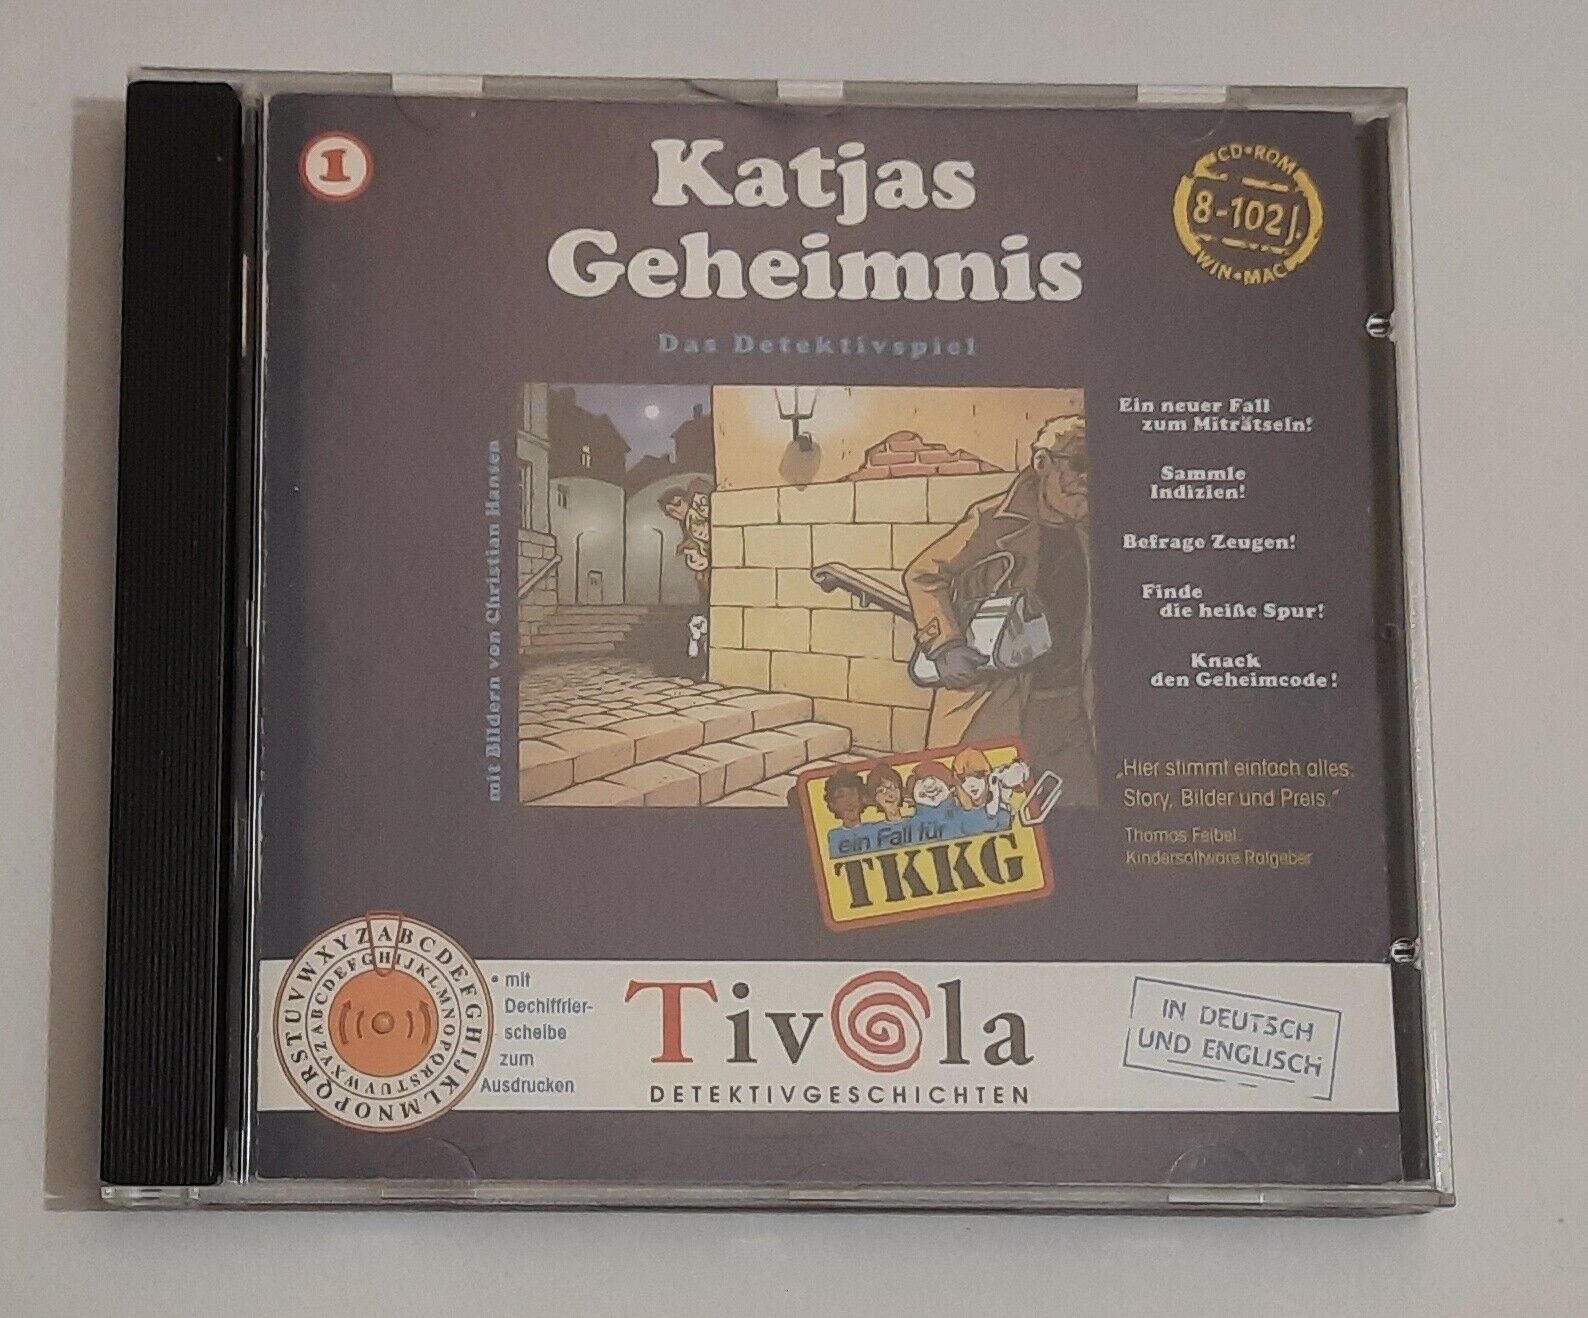 1
Katjas
Geheimnis
Das Detektivspiel
CD•ROM
8-102 J.
WIN•MAC
mit Bildern von Christian Hansen
Ein neuer Fall
zum Miträtseln!
Sammle
Indizien!
Befrage Zeugen!
Finde
die heiße Spur!
Knack
den Geheimcode!
„Hier stimmt einfach alles:
Story, Bilder und Preis."
Thomas Feibel,
Kindersoftware Ratgeber
ein Fall für
TKKG
ABCDEFGHIJKLMNOPQRSTUVWXYZ
GHIJKLMNOPQRSTUVWXYZABCDEF
• mit
Dechiffrier-
scheibe
zum
Ausdrucken
Tivola
DETEKTIVGESCHICHTEN
IN DEUTSCH
UND ENGLISCH